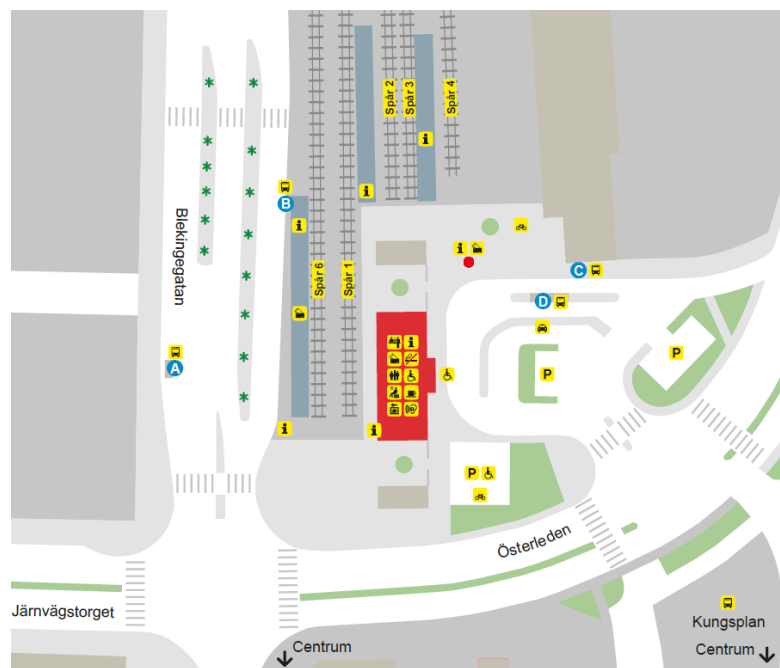 Spår 6
Spår 1
Spår 2
Spår 3
Spår 4
Blekingegatan
B
C
D
A
P
P
P
Österleden
Järnvägstorget
Centrum
Kungsplan
Centrum